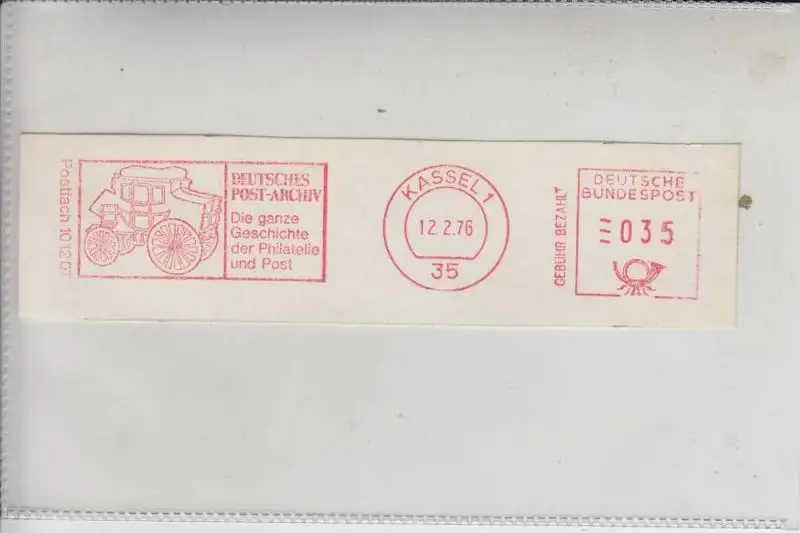 Postfach 10 12 07
DEUTSCHES
POST-ARCHIV
Die ganze
Geschichte
der Philatelie
und Post
KASSEL 1
12.2.76
35
GEBÜHR BEZAHLT
DEUTSCHE
BUNDESPOST
035